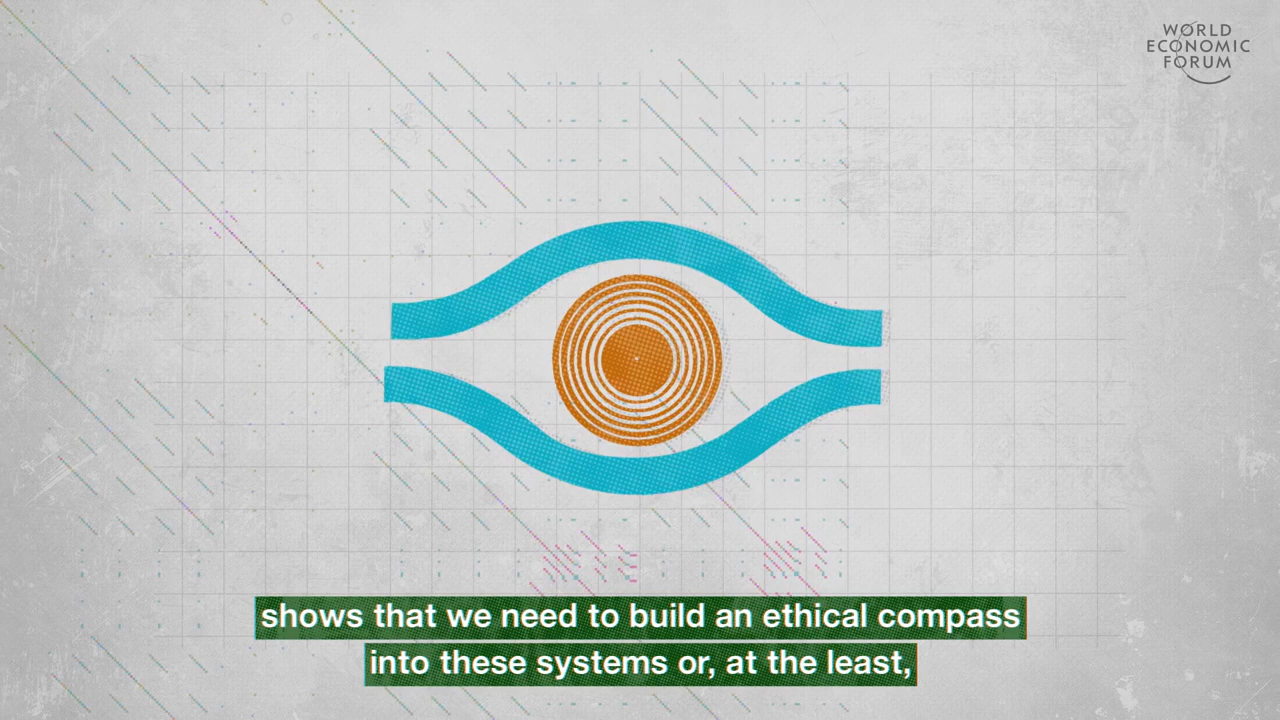 WORLD
ECONOMIC
FORUM
shows that we need to build an ethical compass
into these systems or, at the least,